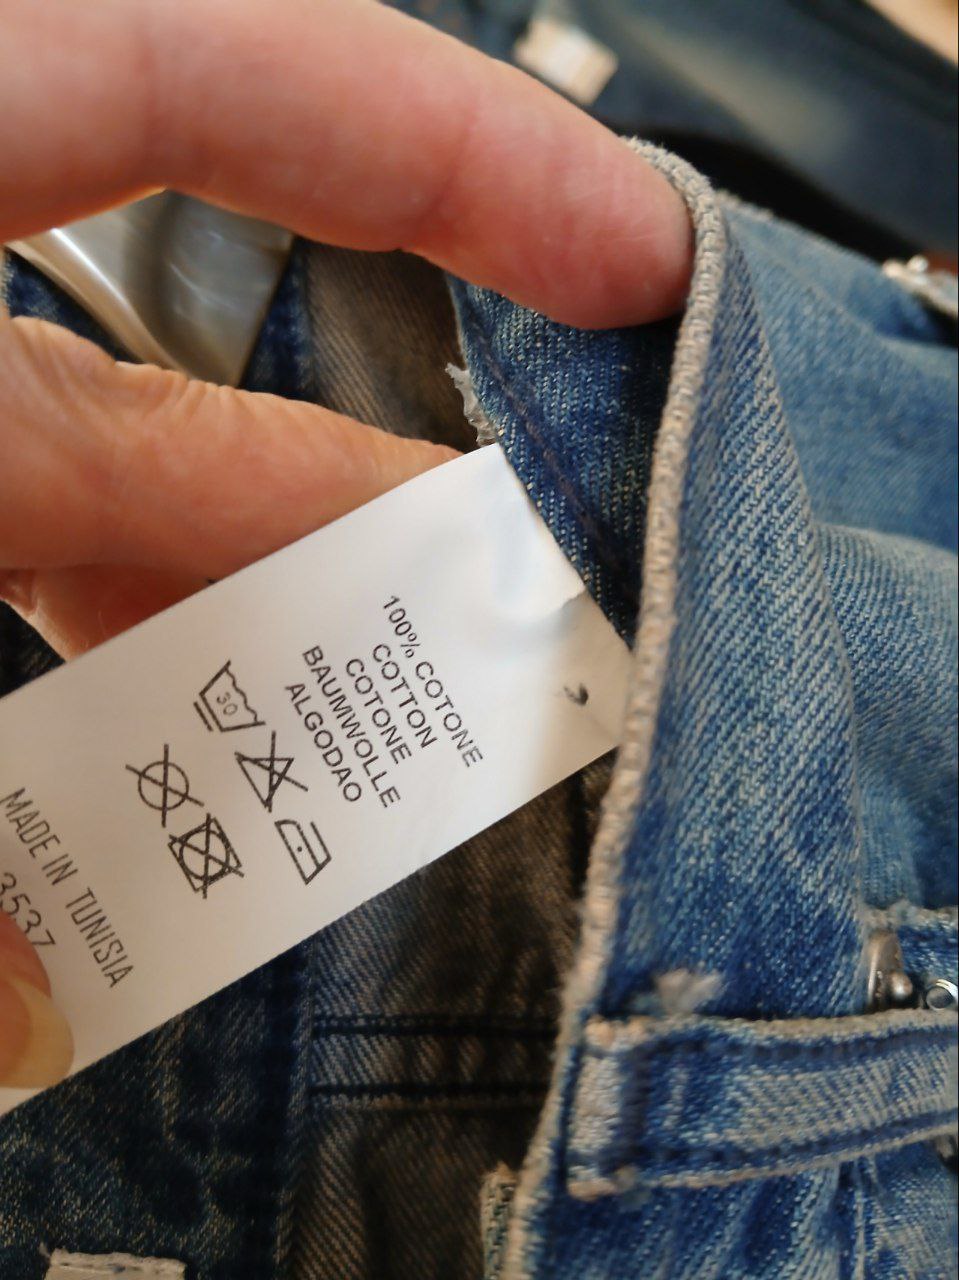 100% COTONE
COTTON
COTONE
BAUMWOLLE
ALGODAO
30
MADE IN TUNISIA
3537